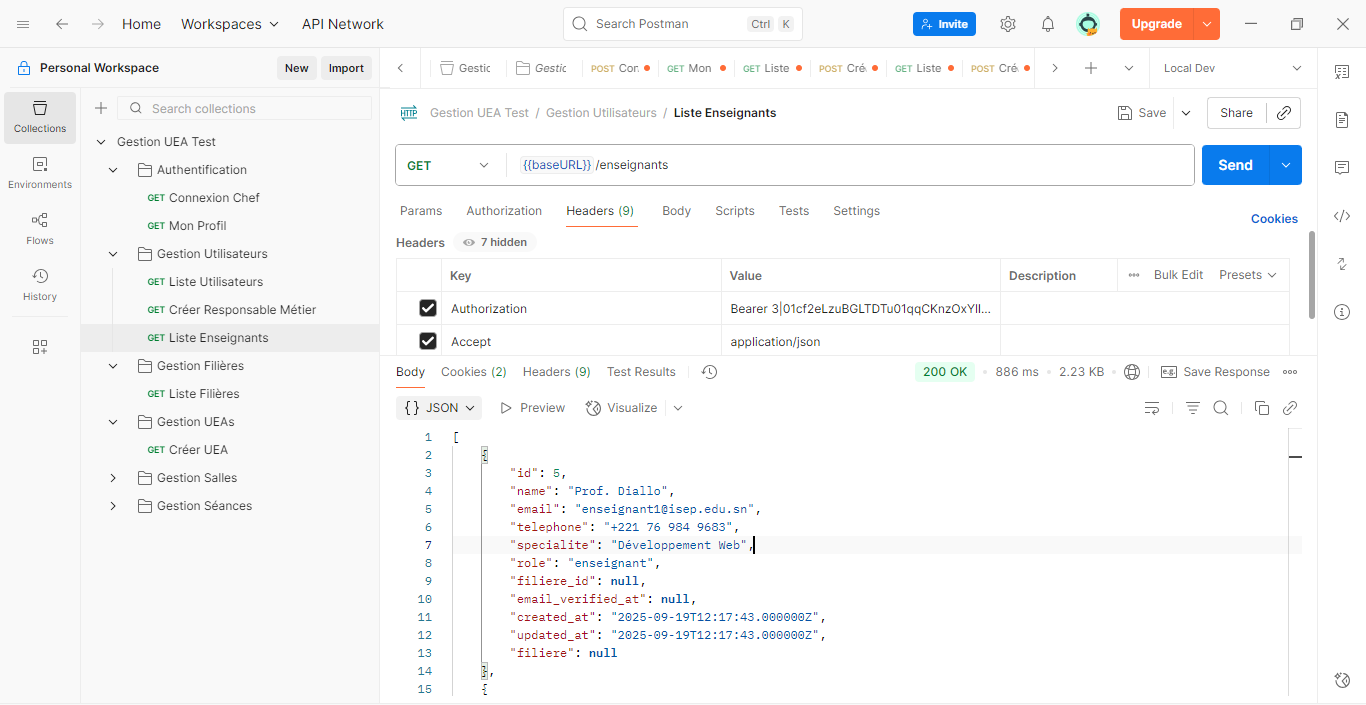 Home Workspaces API Network Search Postman Ctrl K Invite Upgrade
Personal Workspace New Import
Gestic Gestic POST Con GET Mon GET Liste POST Cré GET Liste POST Cré Local Dev
Collections
Environments
Flows
History
Search collections
Gestion UEA Test
Authentification
GET Connexion Chef
GET Mon Profil
Gestion Utilisateurs
GET Liste Utilisateurs
GET Créer Responsable Métier
GET Liste Enseignants
Gestion Filières
GET Liste Filières
Gestion UEAs
GET Créer UEA
Gestion Salles
Gestion Séances
HTTP Gestion UEA Test / Gestion Utilisateurs / Liste Enseignants Save Share
GET {{baseURL}} /enseignants Send
Params Authorization Headers (9) Body Scripts Tests Settings Cookies
Headers 7 hidden
Key Value Description Bulk Edit Presets
Authorization Bearer 3|01cf2eLzuBGLTDTu01qqCKnzOxYII...
Accept application/json
Body Cookies (2) Headers (9) Test Results 200 OK 886 ms 2.23 KB e.g. Save Response
{} JSON Preview Visualize
1 [
2 {
3 "id": 5,
4 "name": "Prof. Diallo",
5 "email": "enseignant1@isep.edu.sn",
6 "telephone": "+221 76 984 9683",
7 "specialite": "Développement Web",
8 "role": "enseignant",
9 "filiere_id": null,
10 "email_verified_at": null,
11 "created_at": "2025-09-19T12:17:43.000000Z",
12 "updated_at": "2025-09-19T12:17:43.000000Z",
13 "filiere": null
14 },
15 {